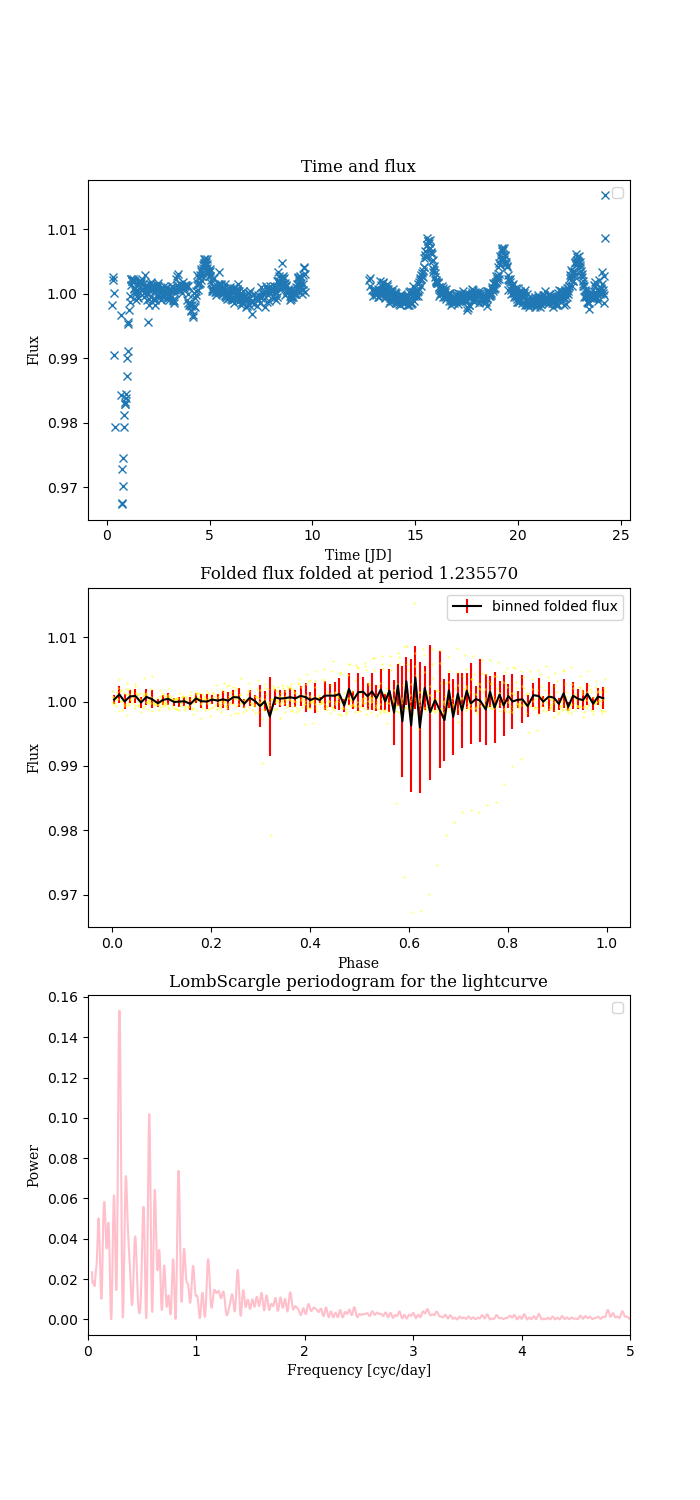 Time and flux
1.01
1.00
0.99
0.98
0.97
Flux
0 5 10 15 20 25
Time [JD]
Folded flux folded at period 1.235570
binned folded flux
1.01
1.00
0.99
0.98
0.97
Flux
0.0 0.2 0.4 0.6 0.8 1.0
Phase
LombScargle periodogram for the lightcurve
0.16
0.14
0.12
0.10
0.08
0.06
0.04
0.02
0.00
Power
0 1 2 3 4 5
Frequency [cyc/day]